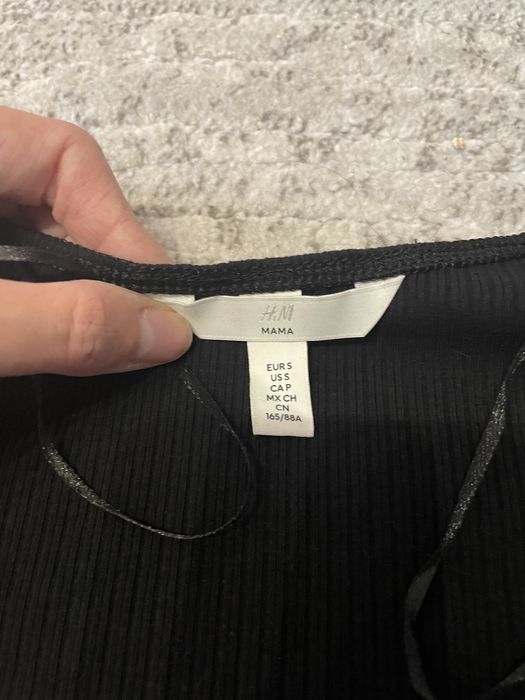 H&M
MAMA
EUR S
US S
CA P
MX CH
CN
165/88A